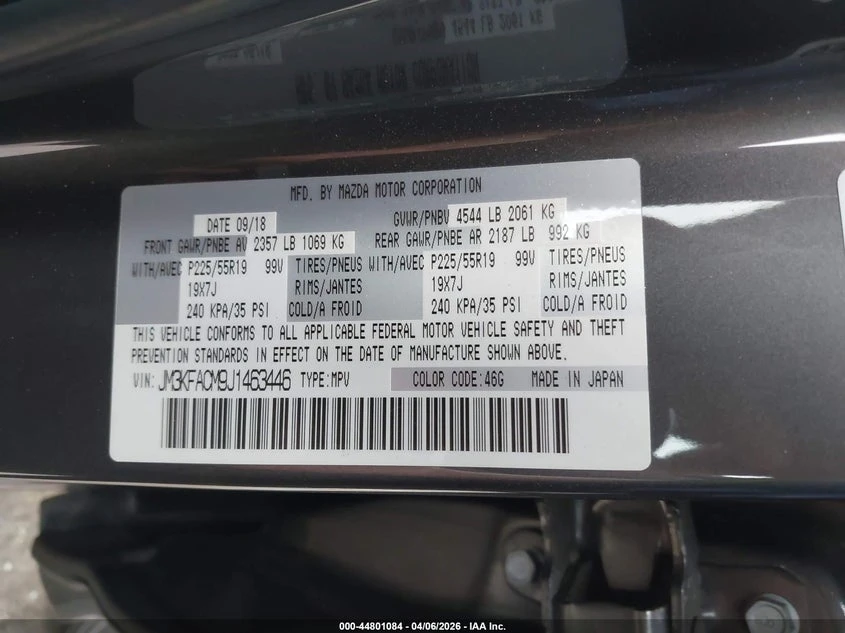 MFD. BY MAZDA MOTOR CORPORATION
DATE 09/18 GVWR/PNBV 4544 LB 2061 KG
FRONT GAWR/PNBE AV 2357 LB 1069 KG REAR GAWR/PNBE AR 2187 LB 992 KG
WITH/AVEC P225/55R19 99V TIRES/PNEUS WITH/AVEC P225/55R19 99V TIRES/PNEUS
19X7J RIMS/JANTES 19X7J RIMS/JANTES
240 KPA/35 PSI COLD/A FROID 240 KPA/35 PSI COLD/A FROID
THIS VEHICLE CONFORMS TO ALL APPLICABLE FEDERAL MOTOR VEHICLE SAFETY AND THEFT
PREVENTION STANDARDS IN EFFECT ON THE DATE OF MANUFACTURE SHOWN ABOVE.
VIN: JM3KFACM9J1463446 TYPE:MPV COLOR CODE:46G MADE IN JAPAN
000-44801084 - 04/06/2026 - IAA Inc.